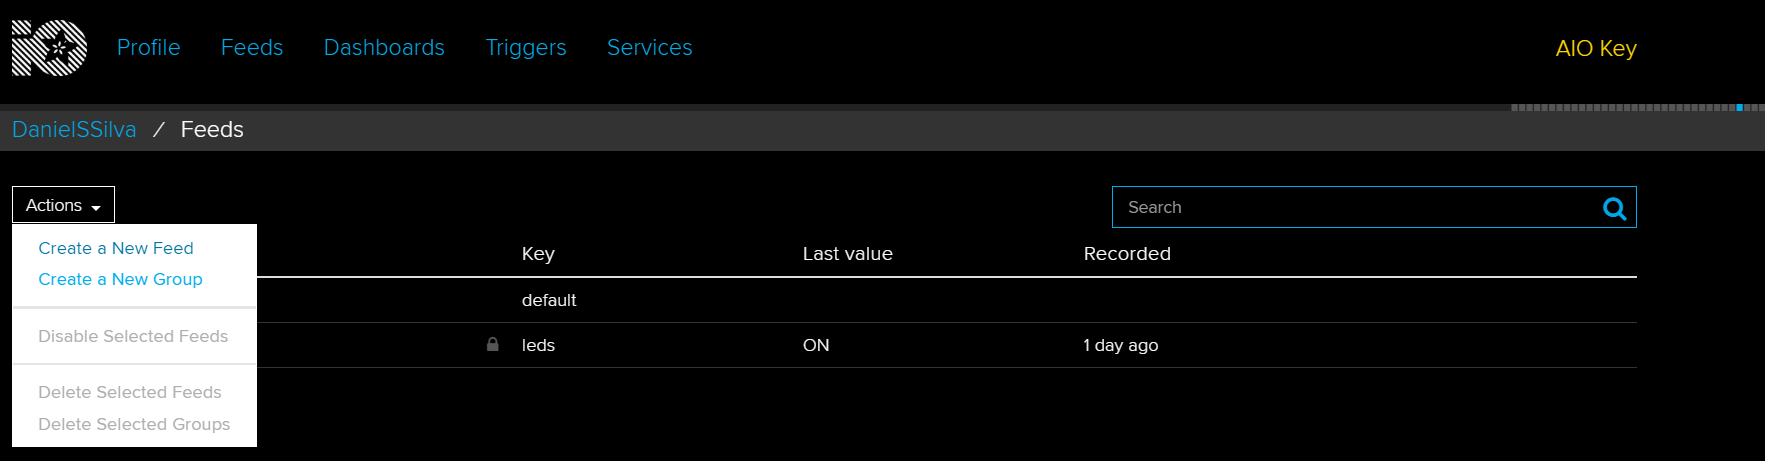 Profile Feeds Dashboards Triggers Services AIO Key
DanielSSilva / Feeds
Actions Search
Create a New Feed Key Last value Recorded
Create a New Group
default
Disable Selected Feeds leds ON 1 day ago
Delete Selected Feeds
Delete Selected Groups